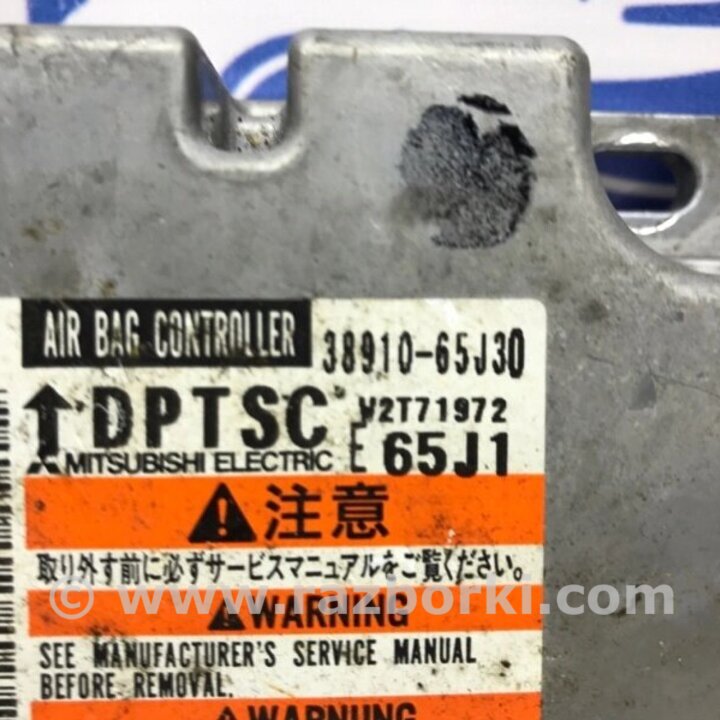 AIR BAG CONTROLLER 38910-65J30
DPTSC W2T71972
MITSUBISHI ELECTRIC E 65J1
注意
取り外す前に必ずサービスマニュアルをご覧ください。
© www.razborki.com
WARNING
SEE MANUFACTURER'S SERVICE MANUAL
BEFORE REMOVAL.
WARNING